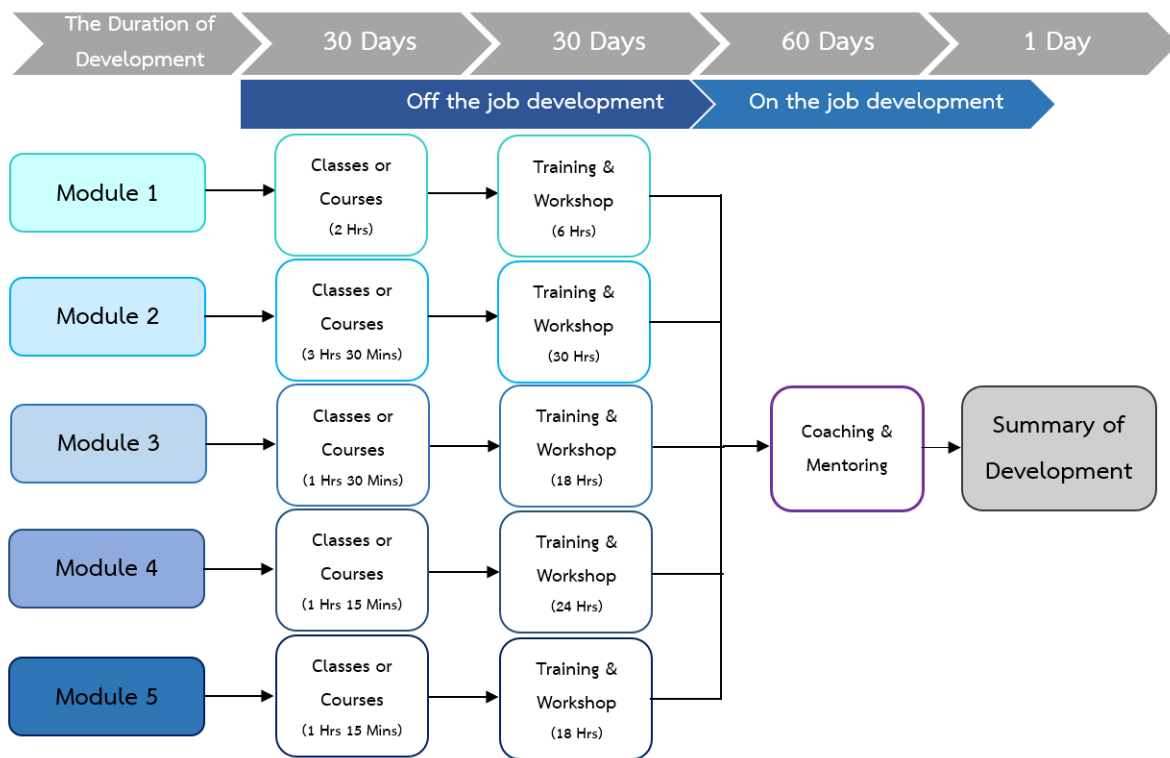 The Duration of
Development
30 Days
30 Days
60 Days
1 Day
Off the job development
On the job development
Module 1
Classes or
Courses
(2 Hrs)
Training &
Workshop
(6 Hrs)
Module 2
Classes or
Courses
(3 Hrs 30 Mins)
Training &
Workshop
(30 Hrs)
Module 3
Classes or
Courses
(1 Hrs 30 Mins)
Training &
Workshop
(18 Hrs)
Coaching &
Mentoring
Summary of
Development
Module 4
Classes or
Courses
(1 Hrs 15 Mins)
Training &
Workshop
(24 Hrs)
Module 5
Classes or
Courses
(1 Hrs 15 Mins)
Training &
Workshop
(18 Hrs)